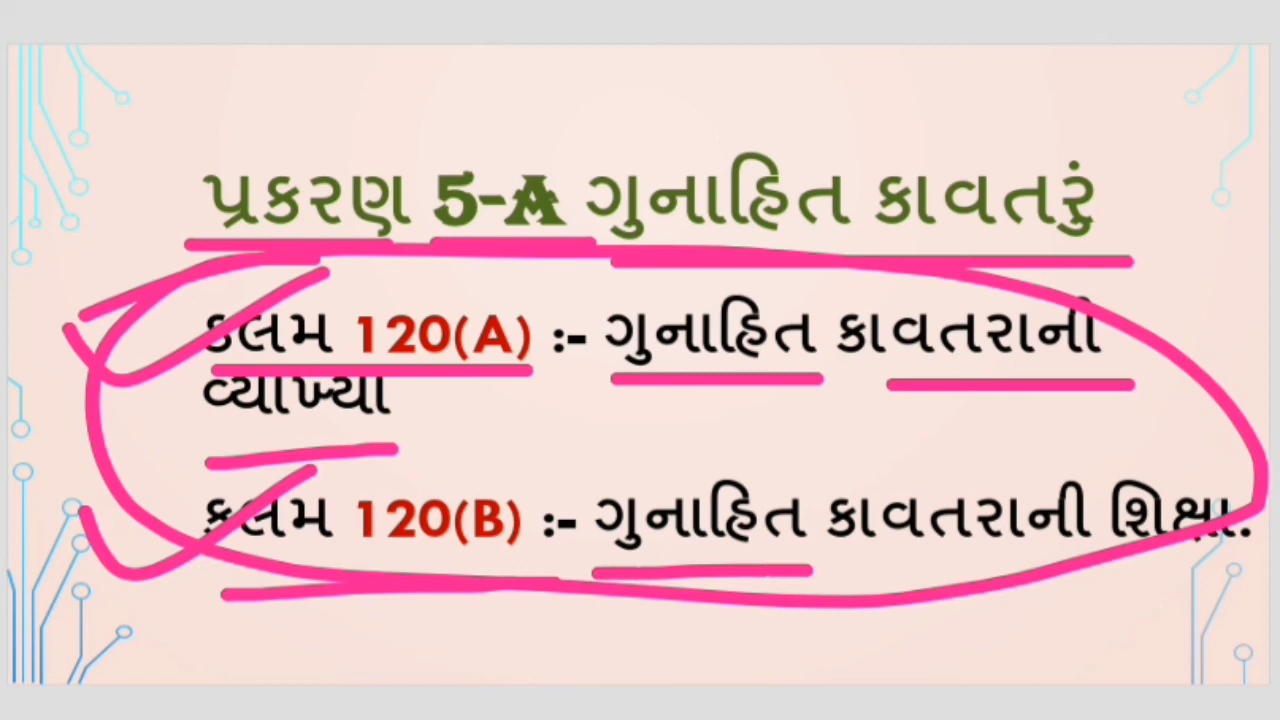 પ્રકરણ 5-A ગુનાહિત કાવતરું
કલમ 120(A) :- ગુનાહિત કાવતરાની
વ્યાખ્યા
કલમ 120(B) :- ગુનાહિત કાવતરાની શિક્ષા.